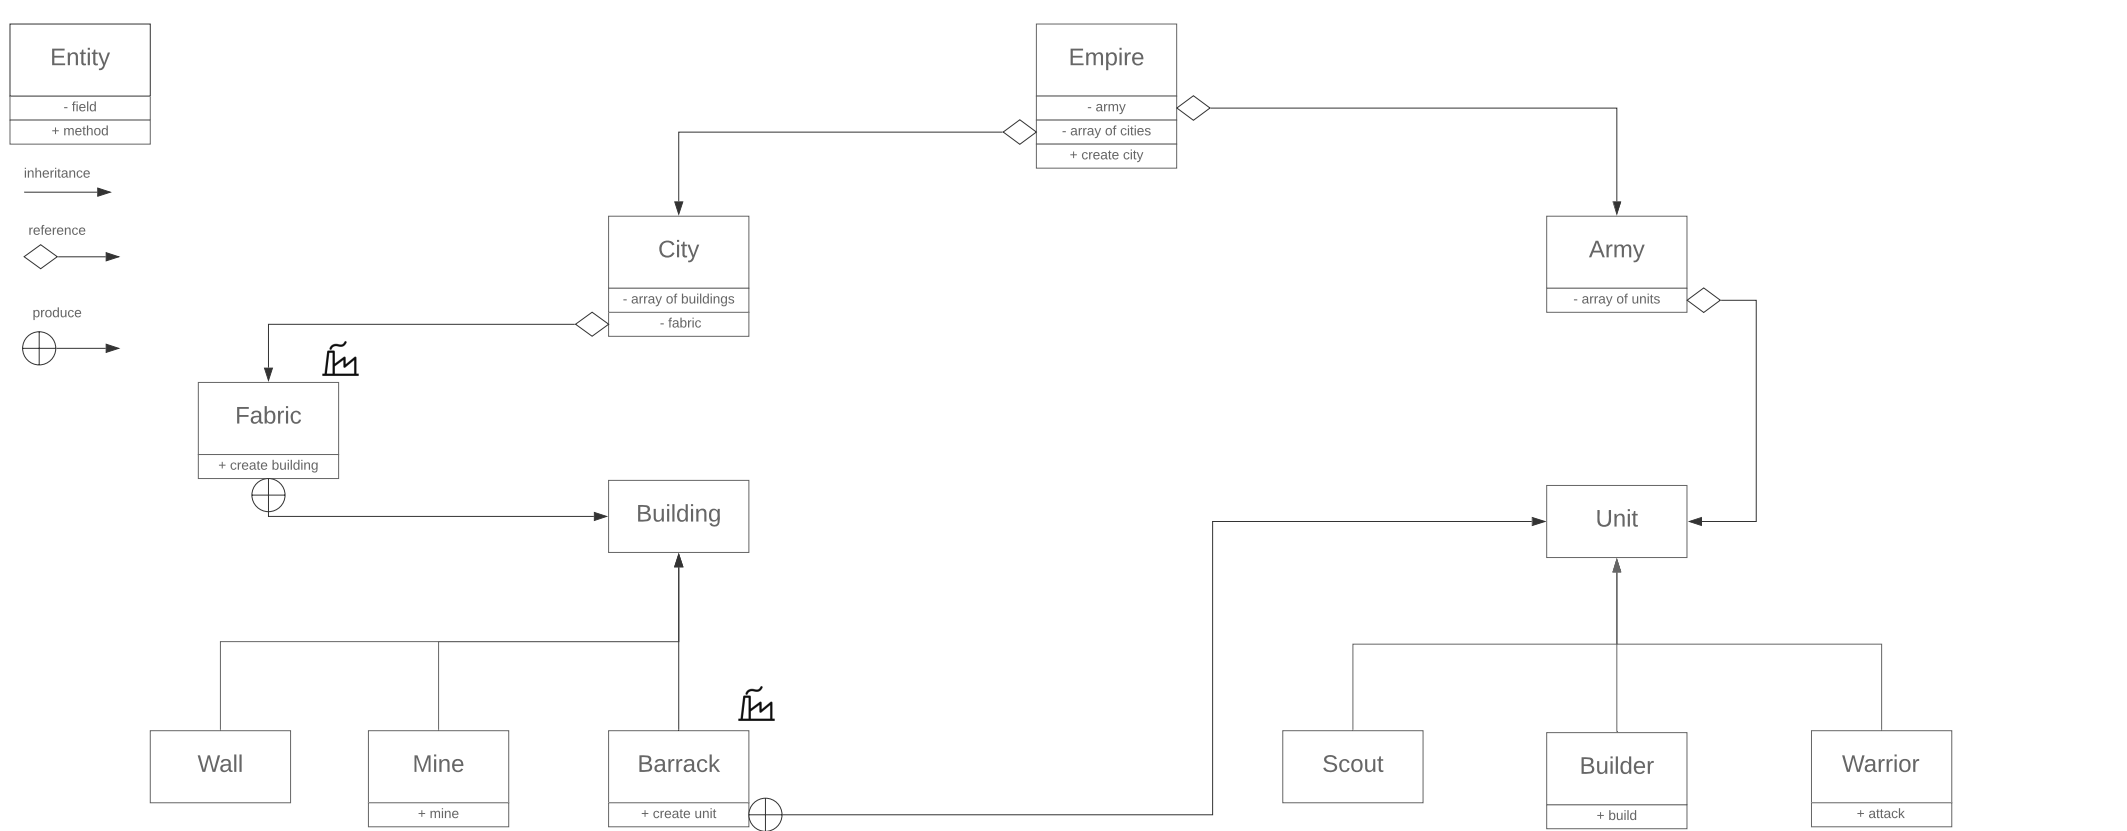 Entity
- field
+ method
inheritance
reference
produce
Empire
- army
- array of cities
+ create city
City
- array of buildings
- fabric
Army
- array of units
Fabric
+ create building
Building
Unit
Wall
Mine
+ mine
Barrack
+ create unit
Scout
Builder
+ build
Warrior
+ attack